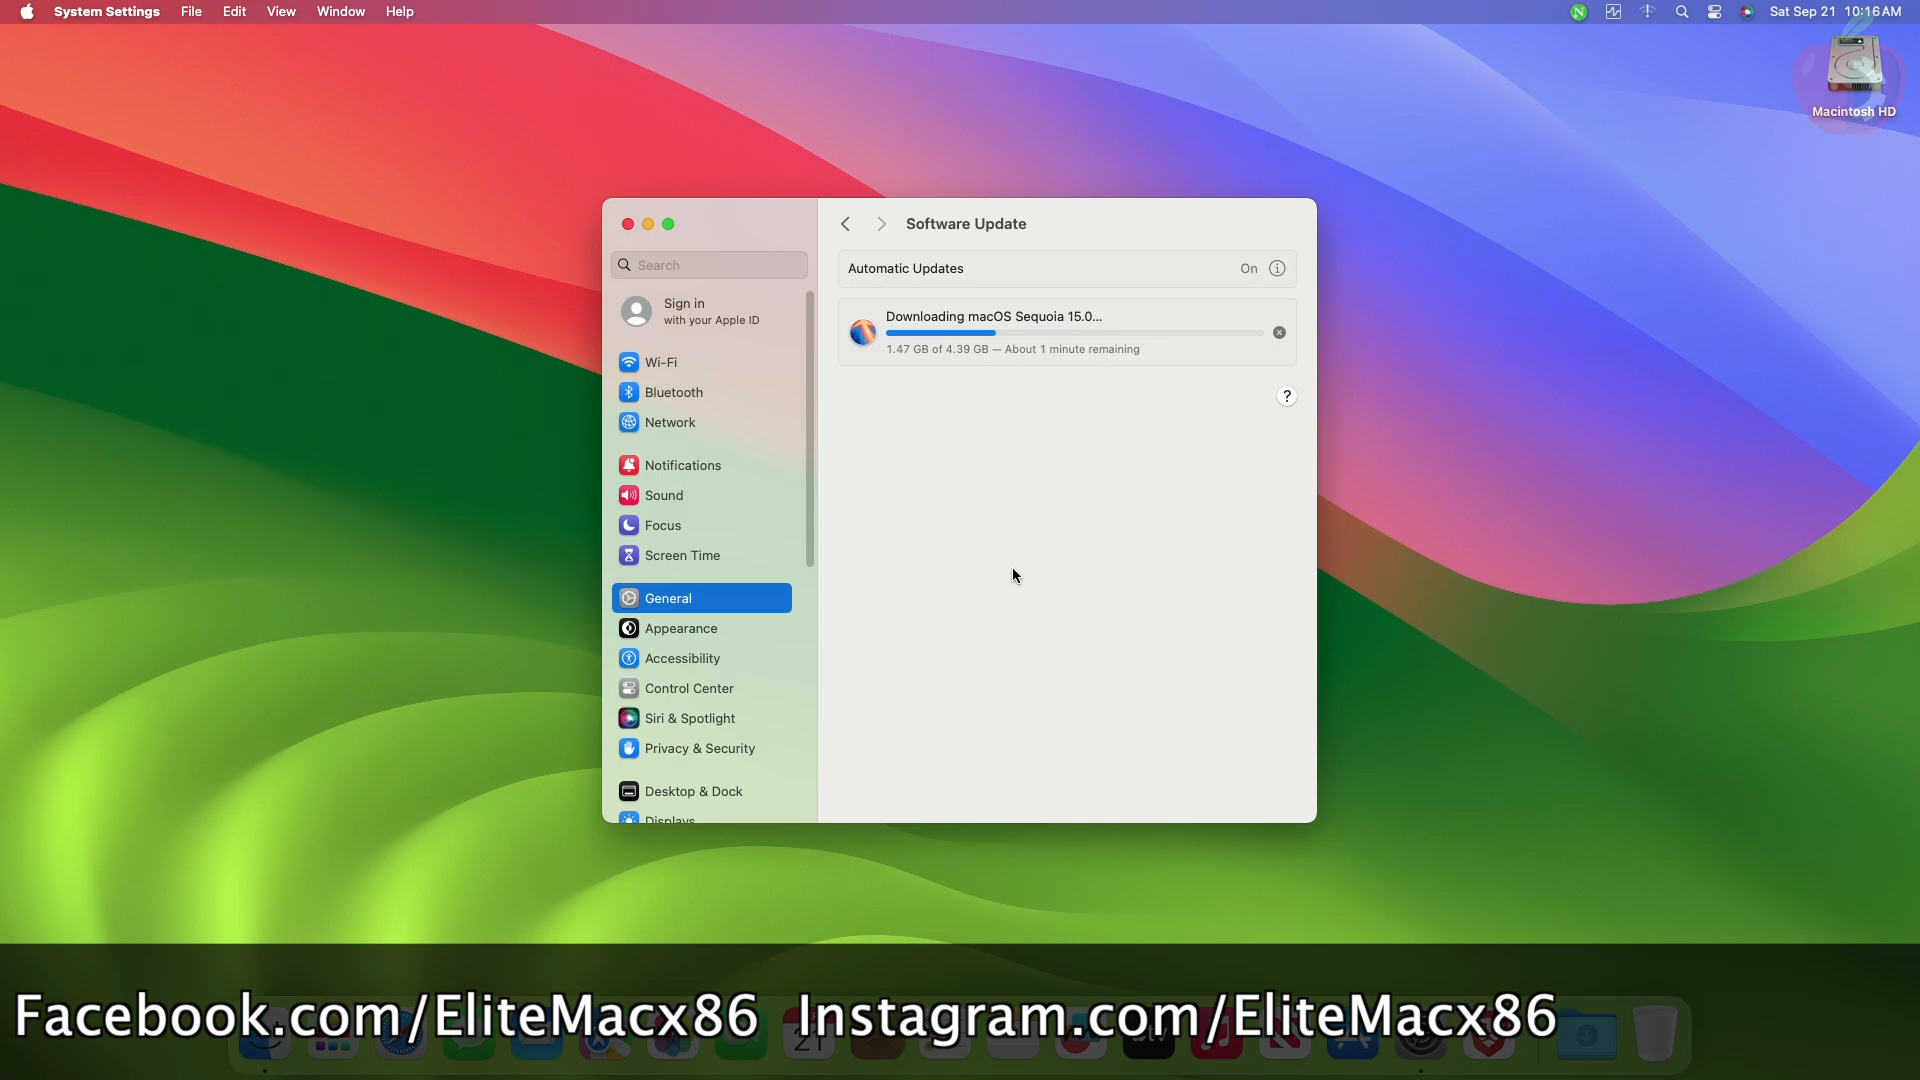 System Settings File Edit View Window Help
Sat Sep 21 10:16 AM
Macintosh HD
Software Update
Search
Automatic Updates On
Sign in
with your Apple ID
Downloading macOS Sequoia 15.0...
1.47 GB of 4.39 GB — About 1 minute remaining
?
Wi-Fi
Bluetooth
Network
Notifications
Sound
Focus
Screen Time
General
Appearance
Accessibility
Control Center
Siri & Spotlight
Privacy & Security
Desktop & Dock
Displays
Facebook.com/EliteMacx86 Instagram.com/EliteMacx86
21
tv